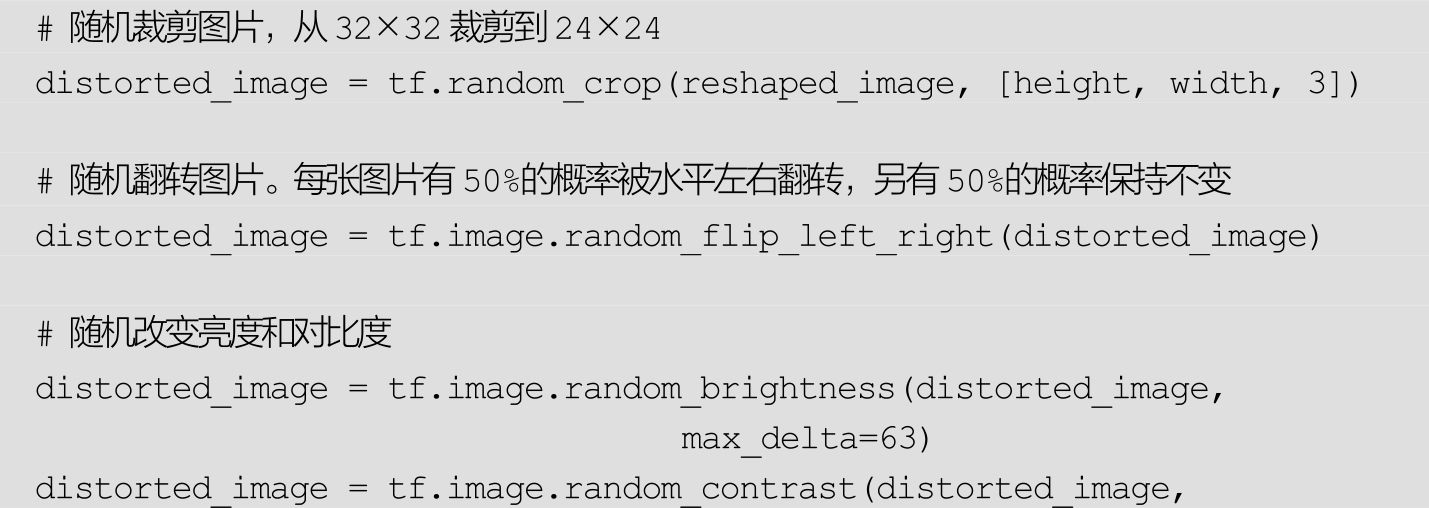 # 随机裁剪图片，从 32×32 裁剪到 24×24
distorted_image = tf.random_crop(reshaped_image, [height, width, 3])
# 随机翻转图片。每张图片有 50%的概率被水平左右翻转，另有 50%的概率保持不变
distorted_image = tf.image.random_flip_left_right(distorted_image)
# 随机改变亮度和对比度
distorted_image = tf.image.random_brightness(distorted_image,
max_delta=63)
distorted_image = tf.image.random_contrast(distorted_image,